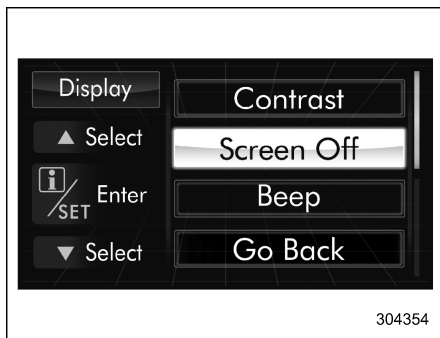 Display
▲ Select
i/SET Enter
▼ Select
Contrast
Screen Off
Beep
Go Back
304354